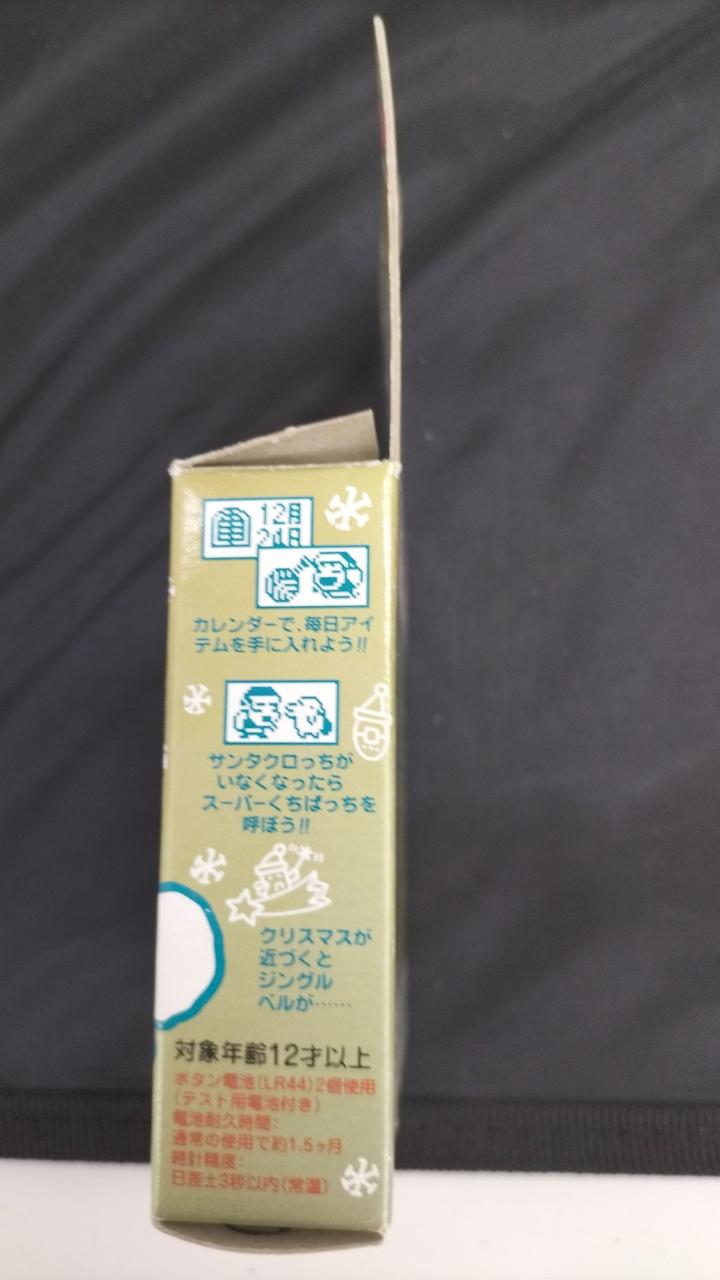 12月
24日
カレンダーで、毎日アイ
テムを手に入れよう!!
サンタクロっちが
いなくなったら
スーパーくちぱっちを
呼ぼう!!
クリスマスが
近づくと
ジングル
ベルが……
対象年齢12才以上
ボタン電池(LR44)2個使用
(テスト用電池付き)
電池耐久時間:
通常の使用で約1.5ヶ月
時計精度:
日差±3秒以内(常温)